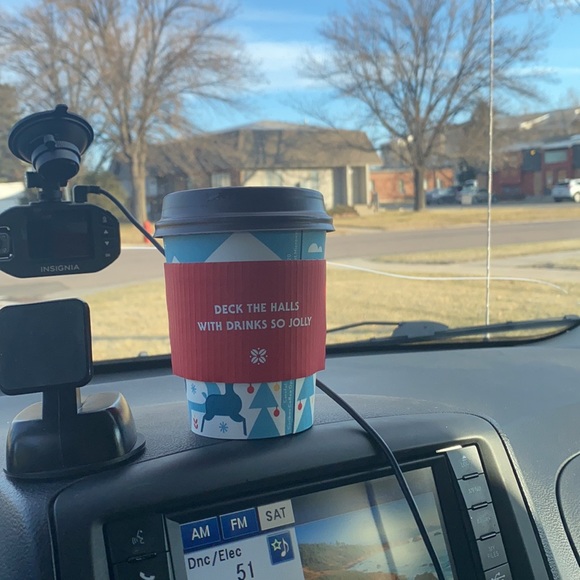 INSIGNIA
DECK THE HALLS
WITH DRINKS SO JOLLY
AM
FM
SAT
Dnc/Elec
51